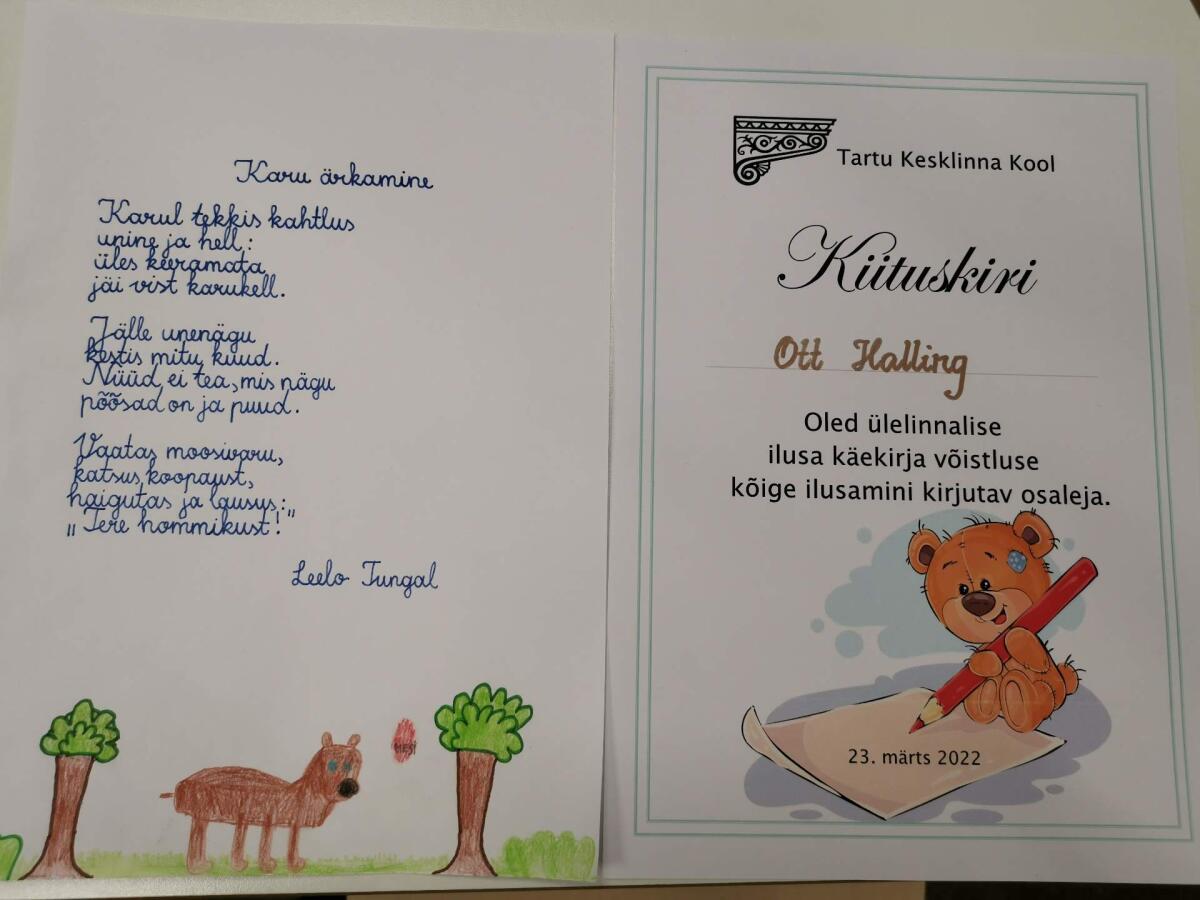 Karu ärkamine
Karul tekkis kahtlus
unine ja hell:
üles keeramata
jäi vist karukell.
Jälle unenägu
kestis mitu kuud.
Nüüd ei tea, mis nägu
põõsad on ja puud.
Vaatas moosivaru,
katsus koopaust,
haigutas ja lausus:„
„Tere hommikust!
Leelo Tungal
MESI
Tartu Kesklinna Kool
Kiituskiri
Ott Halling
Oled ülelinnalise
ilusa käekirja võistluse
kõige ilusamini kirjutav osaleja.
23. märts 2022